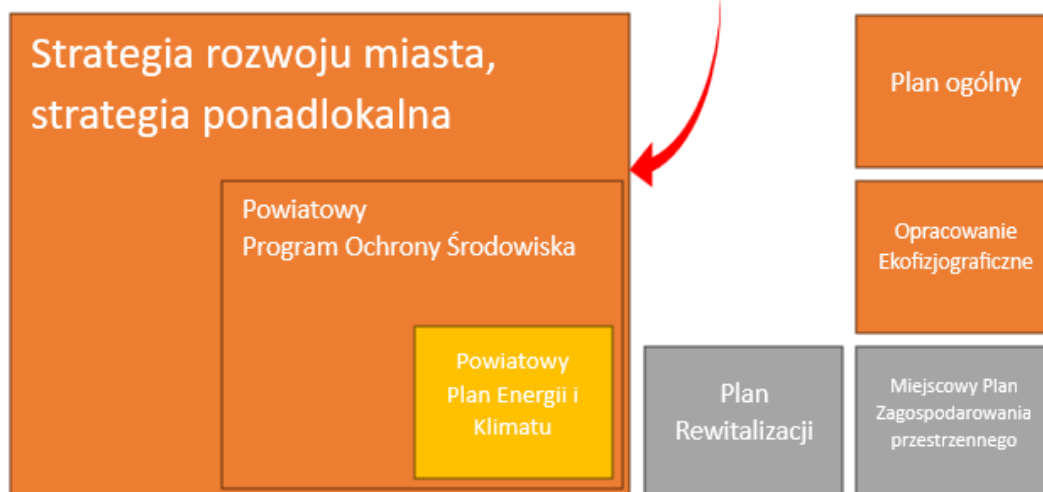 Strategia rozwoju miasta,
strategia ponadlokalna
Powiatowy
Program Ochrony Środowiska
Powiatowy
Plan Energii i
Klimatu
Plan
Rewitalizacji
Plan ogólny
Opracowanie
Ekofizjograficzne
Miejscowy Plan
Zagospodarowania
przestrzennego